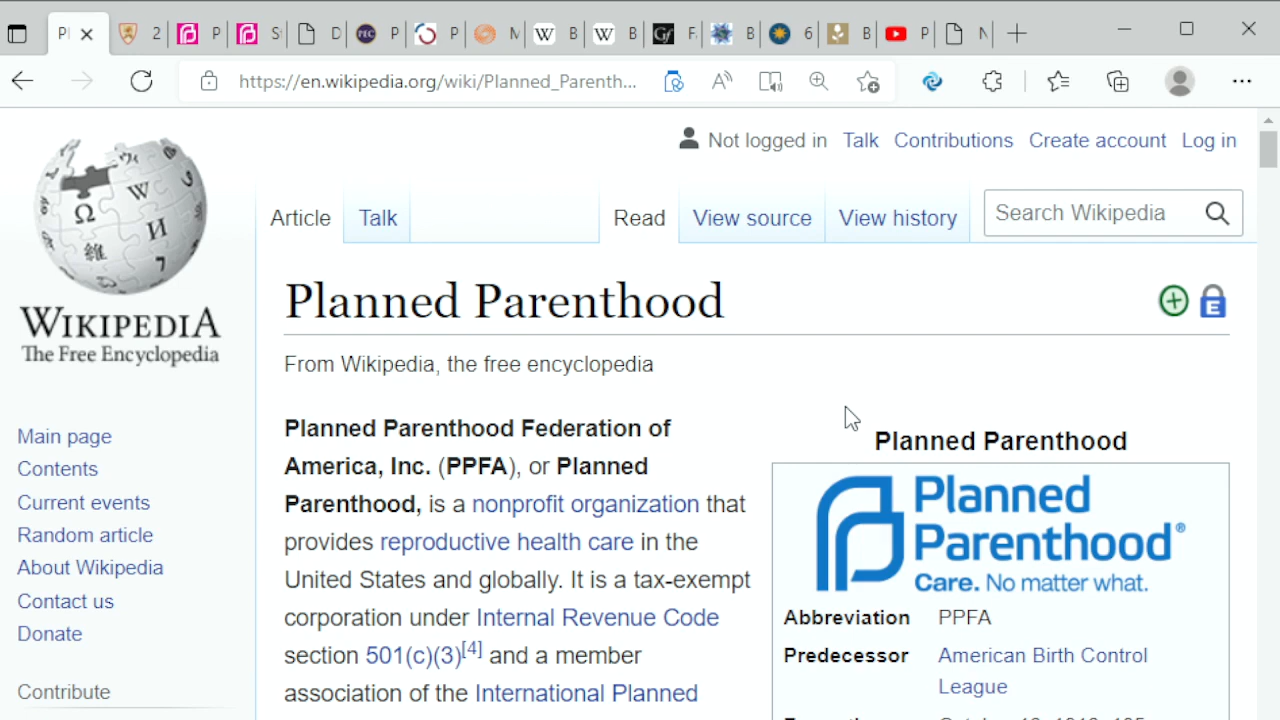 Pl
2
P
S
D
P
P
M
B
B
F
B
6
B
P
N
https://en.wikipedia.org/wiki/Planned_Parenth...
Not logged in Talk Contributions Create account Log in
Article Talk Read View source View history Search Wikipedia
WIKIPEDIA
The Free Encyclopedia
Planned Parenthood
From Wikipedia, the free encyclopedia
Main page
Contents
Current events
Random article
About Wikipedia
Contact us
Donate
Contribute
Planned Parenthood Federation of
America, Inc. (PPFA), or Planned
Parenthood, is a nonprofit organization that
provides reproductive health care in the
United States and globally. It is a tax-exempt
corporation under Internal Revenue Code
section 501(c)(3)[4] and a member
association of the International Planned
Planned Parenthood
Planned
Parenthood®
Care. No matter what.
Abbreviation PPFA
Predecessor American Birth Control
League